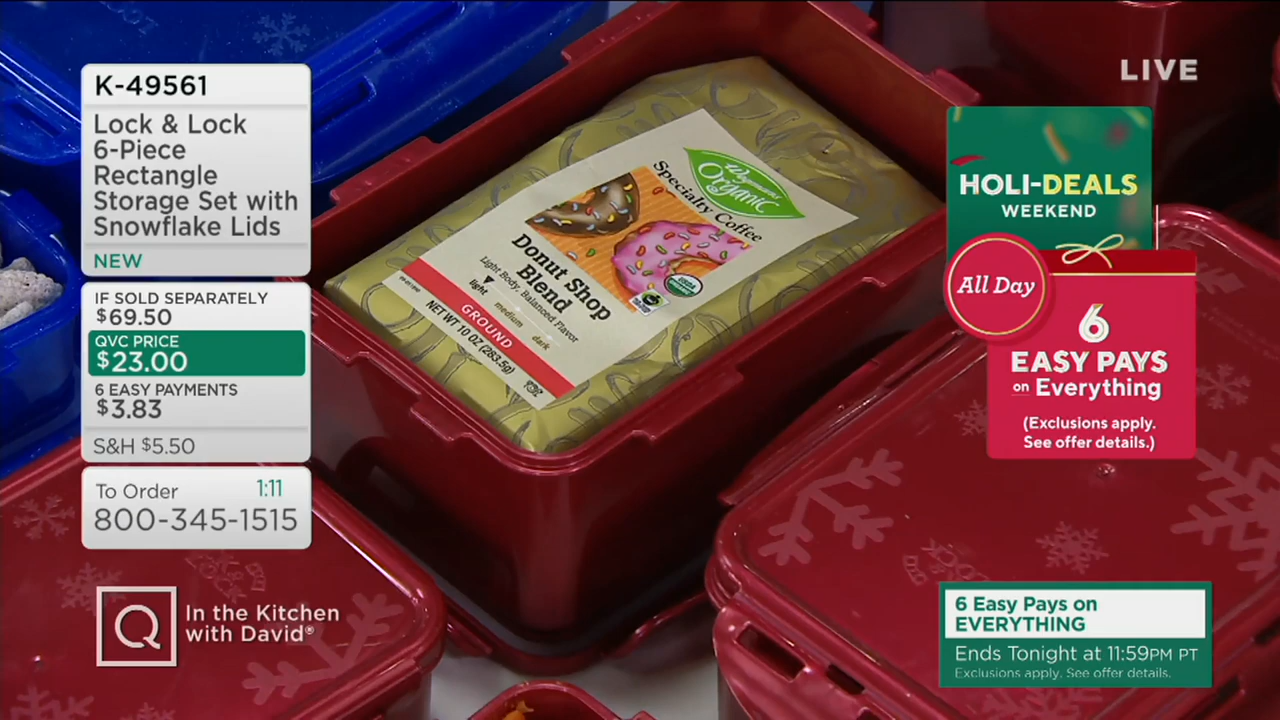 K-49561
Lock & Lock
6-Piece
Rectangle
Storage Set with
Snowflake Lids
NEW
IF SOLD SEPARATELY
$69.50
QVC PRICE
$23.00
6 EASY PAYMENTS
$3.83
S&H $5.50
To Order 1:11
800-345-1515
Q
In the Kitchen
with David®
Organic
Specialty Coffee
Donut Shop
Blend
Light Body, Balanced Flavor
light medium dark
GROUND
NET WT 10 OZ (283.5g)
USDA
ORGANIC
LIVE
HOLI-DEALS
WEEKEND
All Day
6
EASY PAYS
on Everything
(Exclusions apply.
See offer details.)
6 Easy Pays on
EVERYTHING
Ends Tonight at 11:59PM PT
Exclusions apply. See offer details.